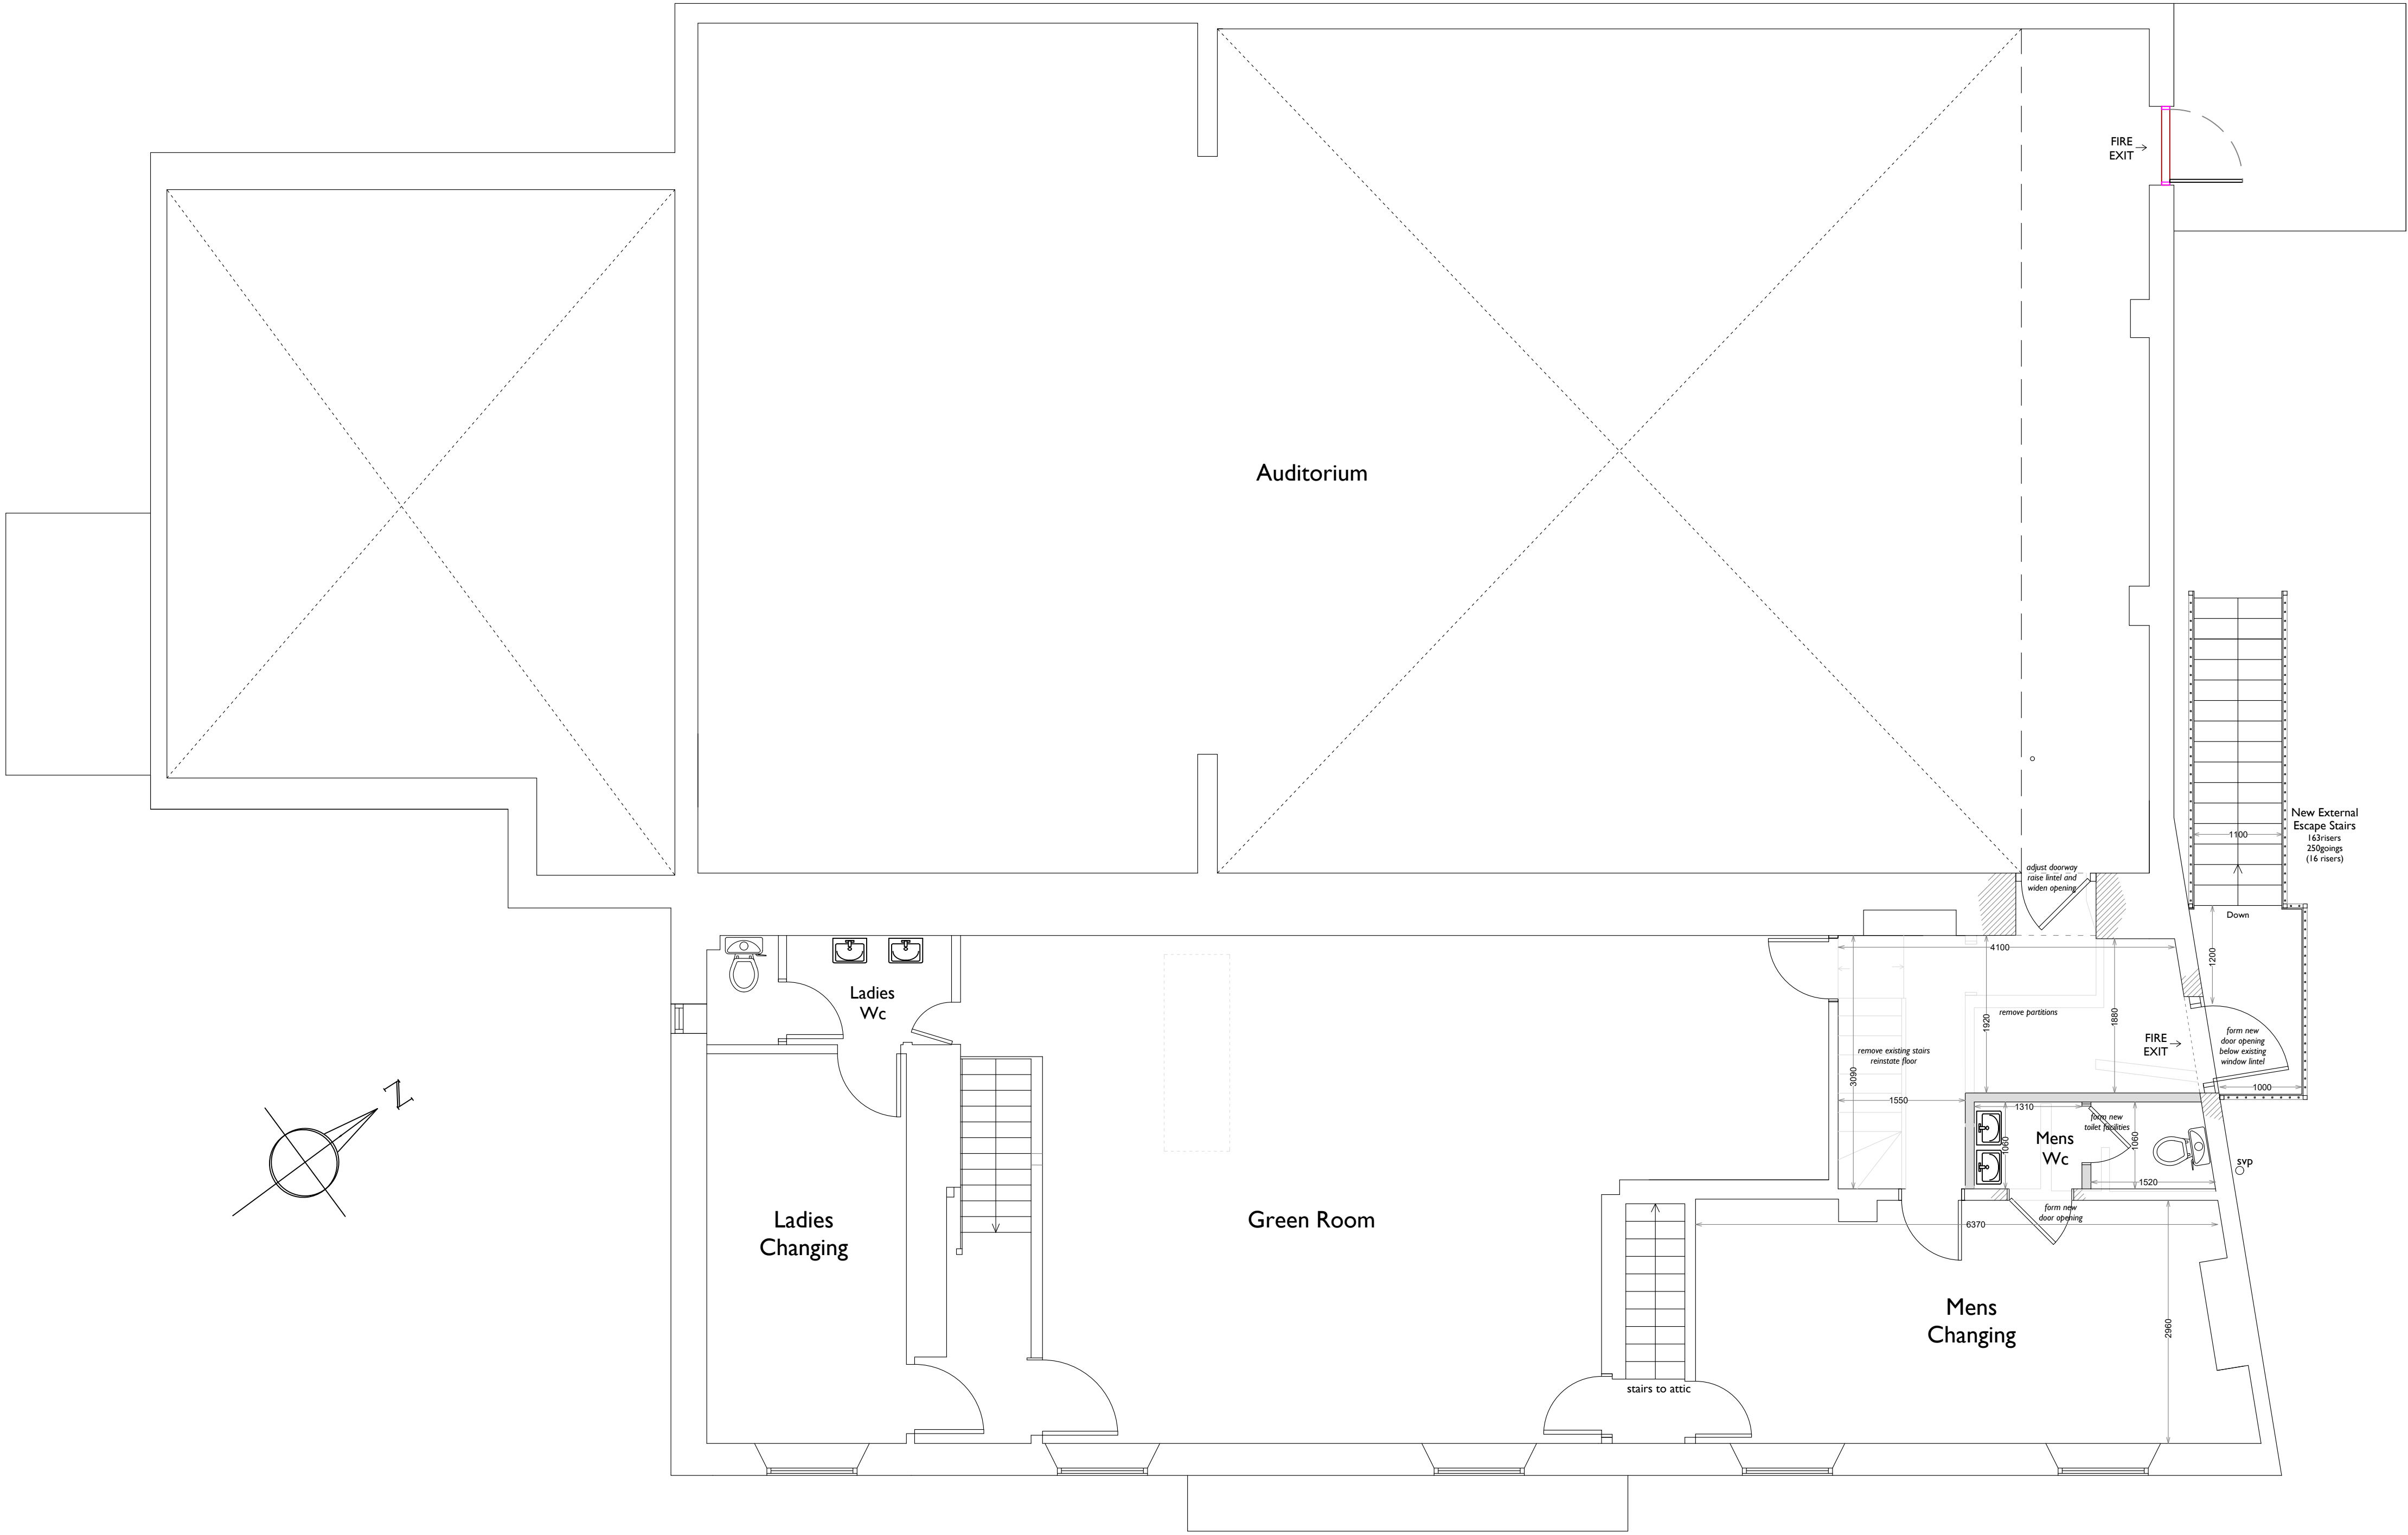 FIRE
EXIT
Auditorium
New External
Escape Stairs
163risers
250goings
(16 risers)
1100
adjust doorway
raise lintel and
widen opening
Down
4100
1200
Ladies
Wc
1920
remove partitions
1880
FIRE
EXIT
form new
door opening
below existing
window lintel
remove existing stairs
reinstate floor
3090
1000
1550
1310
form new
toilet facilities
N
Mens
Wc
1060
1060
svp
1520
Ladies
Changing
Green Room
form new
door opening
6370
Mens
Changing
2960
stairs to attic